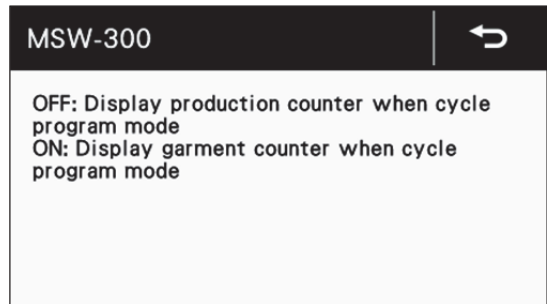 MSW-300
OFF: Display production counter when cycle
program mode
ON: Display garment counter when cycle
program mode